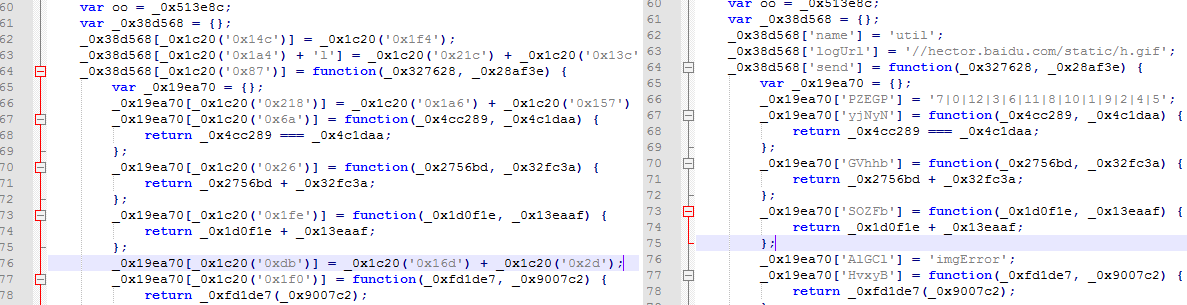 60 var oo = _0x513e8c;
61 var _0x38d568 = {};
62 _0x38d568[_0x1c20('0x14c')] = _0x1c20('0x1f4');
63 _0x38d568[_0x1c20('0x1a4') + 'l'] = _0x1c20('0x21c') + _0x1c20('0x13c'
64 _0x38d568[_0x1c20('0x87')] = function(_0x327628, _0x28af3e) {
65 var _0x19ea70 = {};
66 _0x19ea70[_0x1c20('0x218')] = _0x1c20('0x1a6') + _0x1c20('0x157')
67 _0x19ea70[_0x1c20('0x6a')] = function(_0x4cc289, _0x4c1daa) {
68 return _0x4cc289 === _0x4c1daa;
69 };
70 _0x19ea70[_0x1c20('0x26')] = function(_0x2756bd, _0x32fc3a) {
71 return _0x2756bd + _0x32fc3a;
72 };
73 _0x19ea70[_0x1c20('0x1fe')] = function(_0x1d0f1e, _0x13eaaf) {
74 return _0x1d0f1e + _0x13eaaf;
75 };
76 _0x19ea70[_0x1c20('0xdb')] = _0x1c20('0x16d') + _0x1c20('0x2d');
77 _0x19ea70[_0x1c20('0x1f0')] = function(_0xfd1de7, _0x9007c2) {
78 return _0xfd1de7(_0x9007c2);
60 var oo = _0x513e8c;
61 var _0x38d568 = {};
62 _0x38d568['name'] = 'util';
63 _0x38d568['logUrl'] = '//hector.baidu.com/static/h.gif';
64 _0x38d568['send'] = function(_0x327628, _0x28af3e) {
65 var _0x19ea70 = {};
66 _0x19ea70['PZEGP'] = '7|0|12|3|6|11|8|10|1|9|2|4|5';
67 _0x19ea70['yjNyN'] = function(_0x4cc289, _0x4c1daa) {
68 return _0x4cc289 === _0x4c1daa;
69 };
70 _0x19ea70['GVhhb'] = function(_0x2756bd, _0x32fc3a) {
71 return _0x2756bd + _0x32fc3a;
72 };
73 _0x19ea70['SOZFb'] = function(_0x1d0f1e, _0x13eaaf) {
74 return _0x1d0f1e + _0x13eaaf;
75 };
76 _0x19ea70['AlGCl'] = 'imgError';
77 _0x19ea70['HvxyB'] = function(_0xfd1de7, _0x9007c2) {
78 return _0xfd1de7(_0x9007c2);